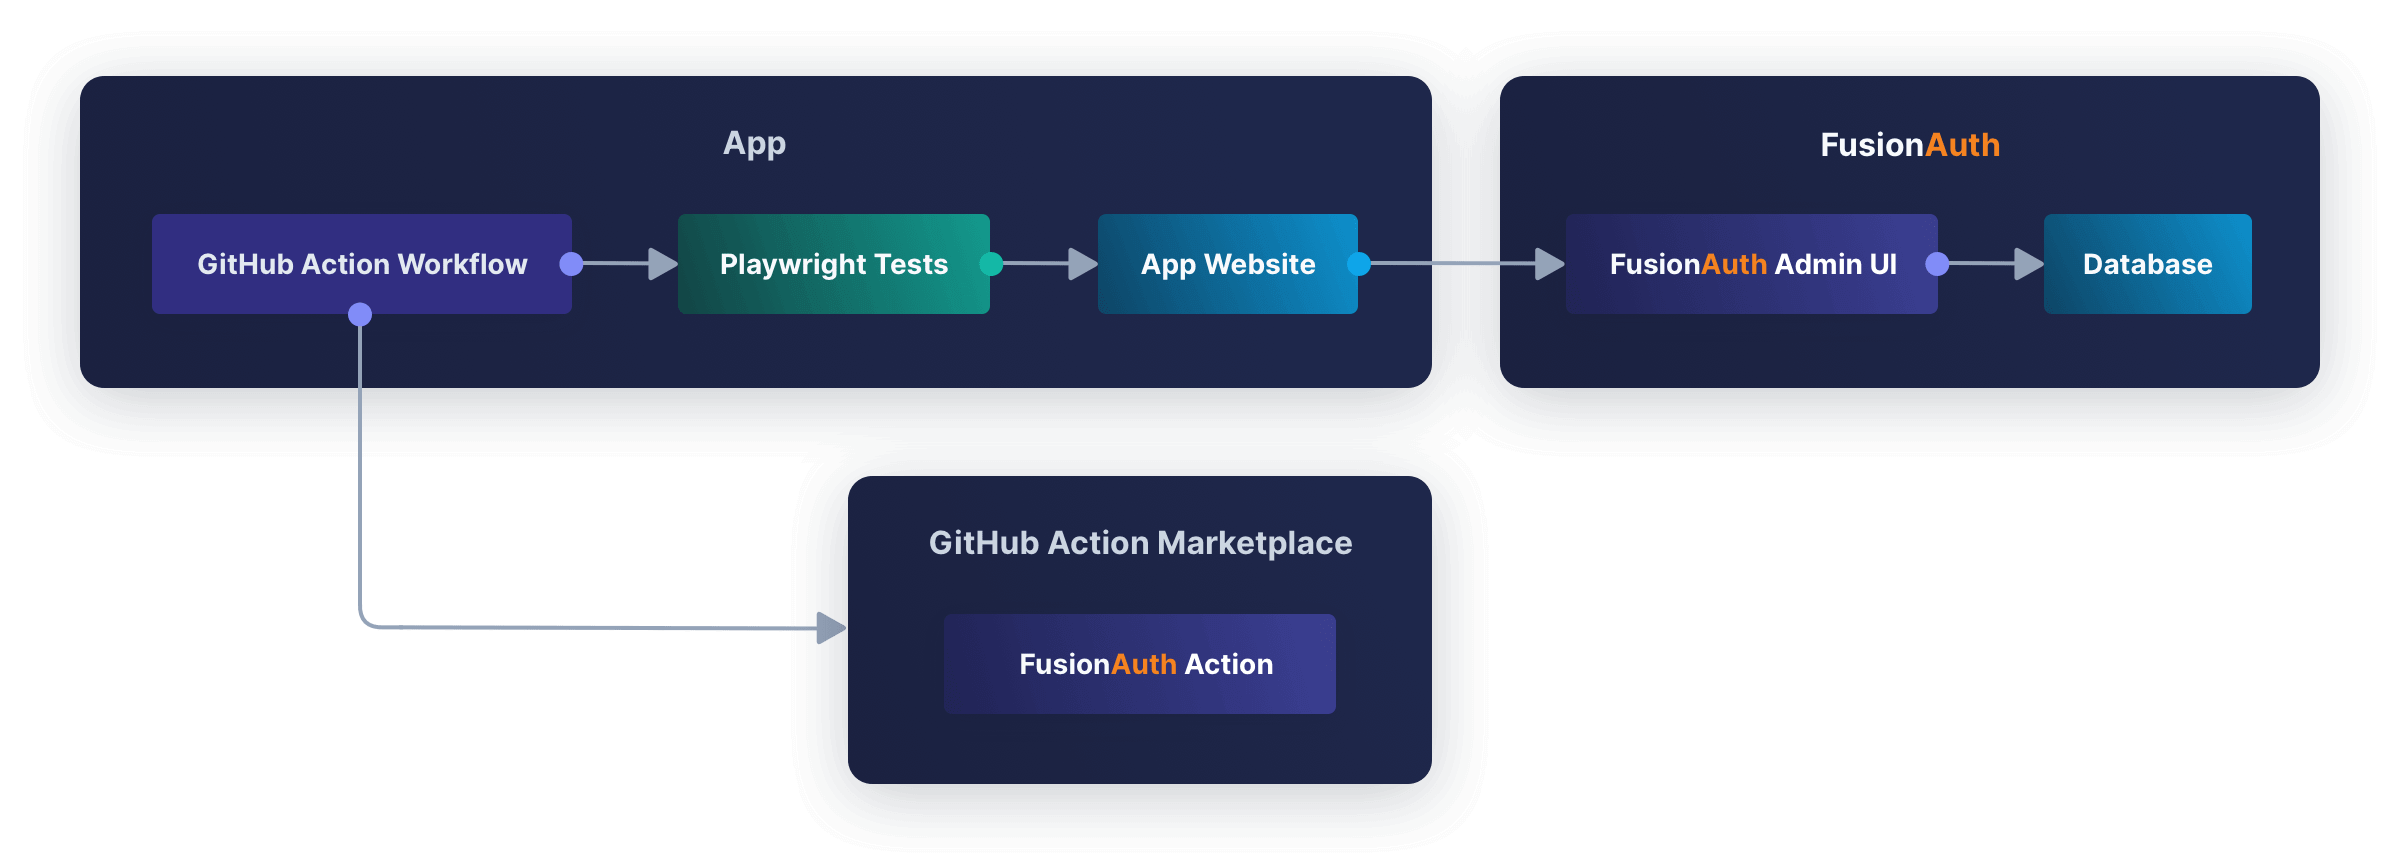 App
GitHub Action Workflow
Playwright Tests
App Website
FusionAuth
FusionAuth Admin UI
Database
GitHub Action Marketplace
FusionAuth Action